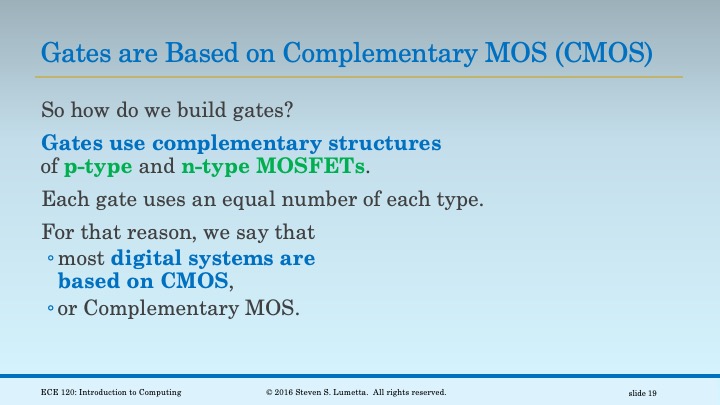 Gates are Based on Complementary MOS (CMOS)
So how do we build gates?
Gates use complementary structures
of p-type and n-type MOSFETs.
Each gate uses an equal number of each type.
For that reason, we say that
◦ most digital systems are
based on CMOS,
◦ or Complementary MOS.
ECE 120: Introduction to Computing
© 2016 Steven S. Lumetta. All rights reserved.
slide 19